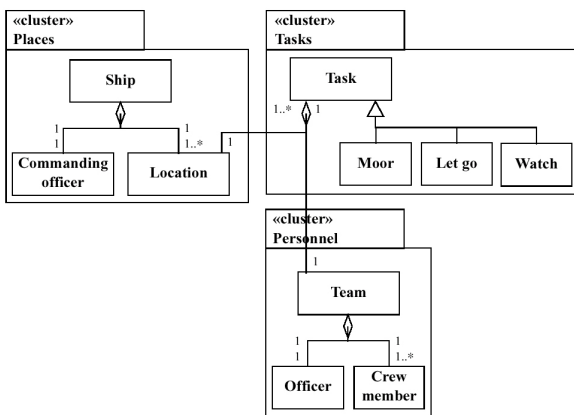 «cluster»
Places
Ship
1
1
1
1..*
Commanding
officer
Location
1
«cluster»
Tasks
Task
1..*
1
Moor
Let go
Watch
«cluster»
Personnel
1
Team
1
1
1
1..*
Officer
Crew
member